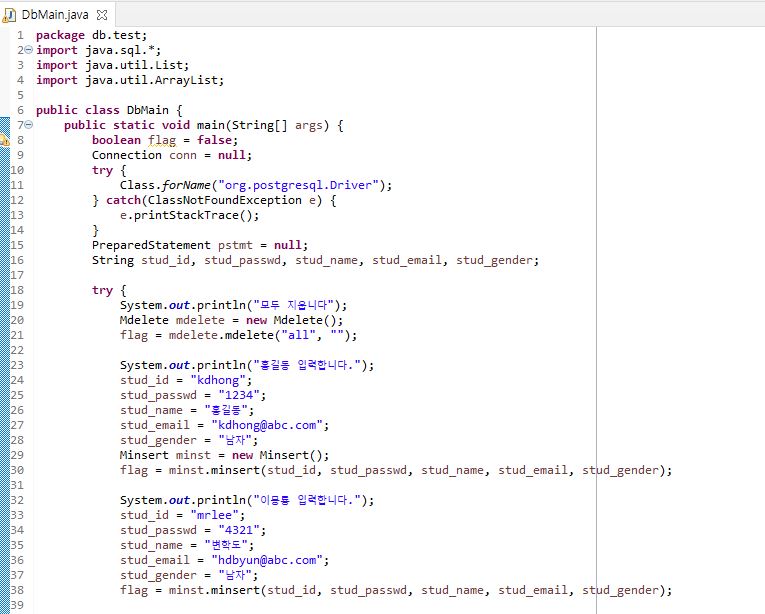 DbMain.java
1 package db.test;
2 import java.sql.*;
3 import java.util.List;
4 import java.util.ArrayList;
5
6 public class DbMain {
7 public static void main(String[] args) {
8 boolean flag = false;
9 Connection conn = null;
10 try {
11 Class.forName("org.postgresql.Driver");
12 } catch(ClassNotFoundException e) {
13 e.printStackTrace();
14 }
15 PreparedStatement pstmt = null;
16 String stud_id, stud_passwd, stud_name, stud_email, stud_gender;
17
18 try {
19 System.out.println("모두 지웁니다");
20 Mdelete mdelete = new Mdelete();
21 flag = mdelete.mdelete("all", "");
22
23 System.out.println("홍길동 입력합니다.");
24 stud_id = "kdhong";
25 stud_passwd = "1234";
26 stud_name = "홍길동";
27 stud_email = "kdhong@abc.com";
28 stud_gender = "남자";
29 Minsert minst = new Minsert();
30 flag = minst.minsert(stud_id, stud_passwd, stud_name, stud_email, stud_gender);
31
32 System.out.println("이몽룡 입력합니다.");
33 stud_id = "mrlee";
34 stud_passwd = "4321";
35 stud_name = "변학도";
36 stud_email = "hdbyun@abc.com";
37 stud_gender = "남자";
38 flag = minst.minsert(stud_id, stud_passwd, stud_name, stud_email, stud_gender);
39